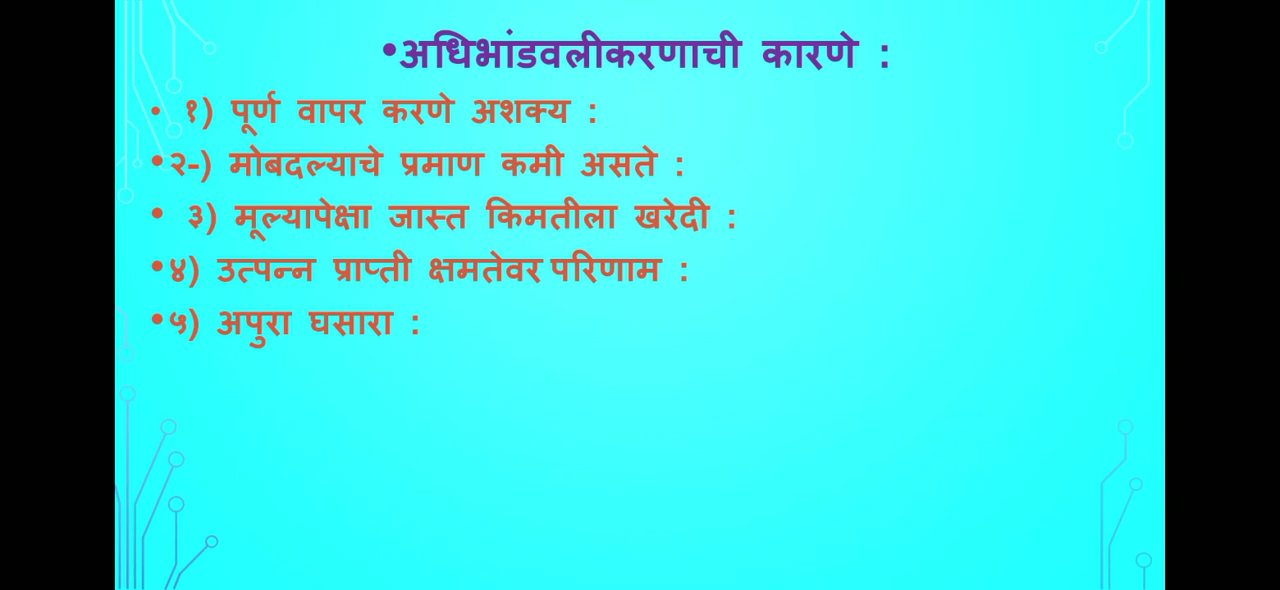 •अधिभांडवलीकरणाची कारणे :
• १) पूर्ण वापर करणे अशक्य :
•२-) मोबदल्याचे प्रमाण कमी असते :
• ३) मूल्यापेक्षा जास्त किमतीला खरेदी :
•४) उत्पन्न प्राप्ती क्षमतेवर परिणाम :
•५) अपुरा घसारा :